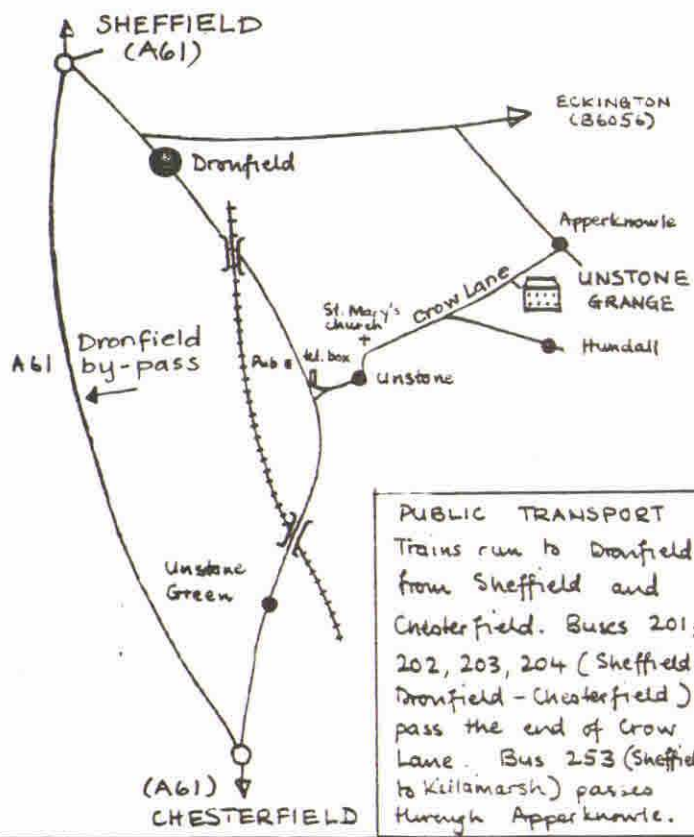 SHEFFIELD
(A61)
ECKINGTON
(B6056)
Dronfield
Apperknowle
Crow Lane
UNSTONE
GRANGE
St. Mary's
church
Hundall
Dronfield
by-pass
A61
Pub
tel. box
Unstone
Unstone
Green
(A61)
CHESTERFIELD
PUBLIC TRANSPORT
Trains run to Dronfield
from Sheffield and
Chesterfield. Buses 201,
202, 203, 204 (Sheffield
Dronfield - Chesterfield)
pass the end of Crow
Lane. Bus 253 (Sheffield
to Killamarsh) passes
through Apperknowle.